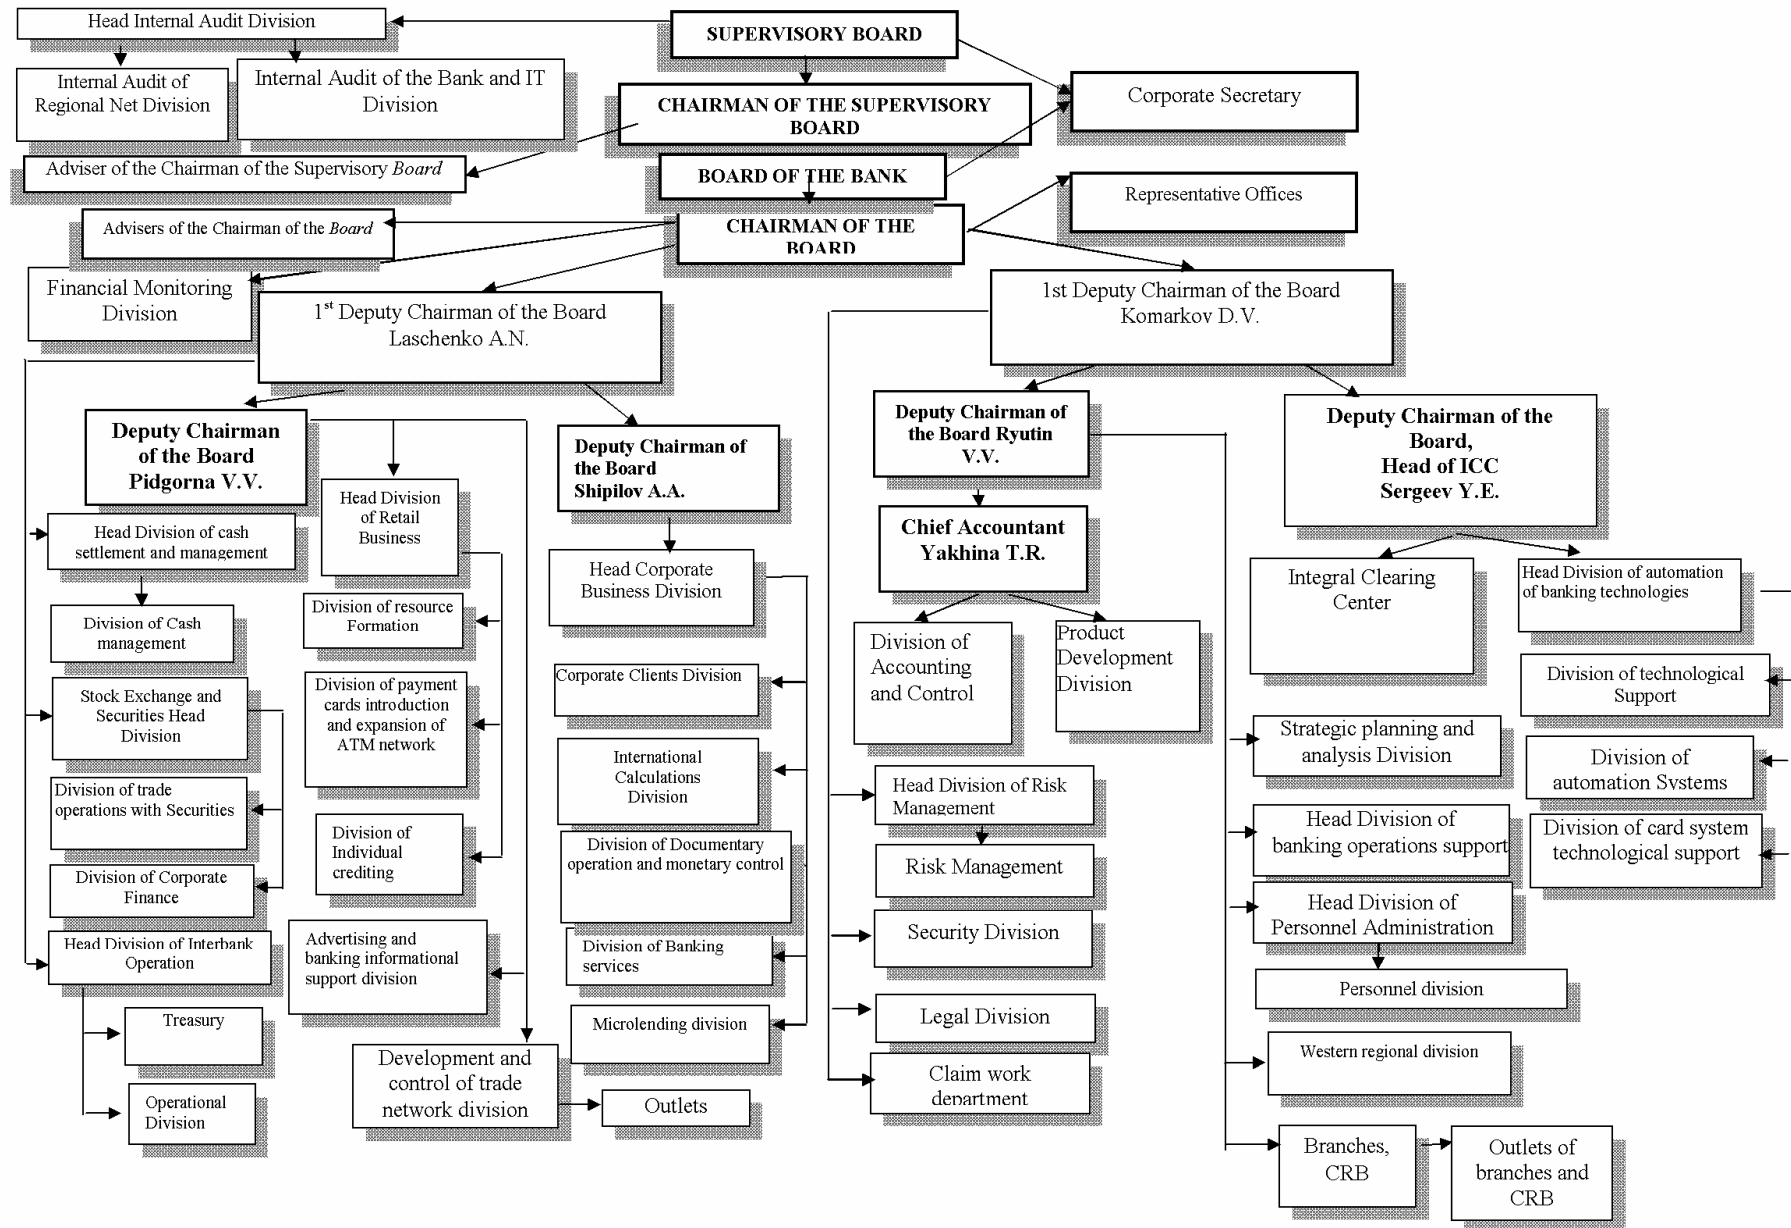 Head Internal Audit Division
SUPERVISORY BOARD
Internal Audit of
Regional Net Division
Internal Audit of the Bank and IT
Division
CHAIRMAN OF THE SUPERVISORY
BOARD
Corporate Secretary
Adviser of the Chairman of the Supervisory Board
BOARD OF THE BANK
Representative Offices
Advisers of the Chairman of the Board
CHAIRMAN OF THE
BOARD
Financial Monitoring
Division
1st Deputy Chairman of the Board
Laschenko A.N.
1st Deputy Chairman of the Board
Komarkov D.V.
Deputy Chairman
of the Board
Pidgorna V.V.
Deputy Chairman of
the Board
Shipilov A.A.
Deputy Chairman of
the Board Ryutin
V.V.
Deputy Chairman of the
Board,
Head of ICC
Sergeev Y.E.
Head Division of cash
settlement and management
Division of Cash
management
Stock Exchange and
Securities Head
Division
Division of trade
operations with Securities
Division of Corporate
Finance
Head Division of Interbank
Operation
Treasury
Operational
Division
Head Division
of Retail
Business
Division of resource
Formation
Division of payment
cards introduction
and expansion of
ATM network
Division of
Individual
crediting
Advertising and
banking informational
support division
Development and
control of trade
network division
Outlets
Head Corporate
Business Division
Corporate Clients Division
International
Calculations
Division
Division of Documentary
operation and monetary control
Division of Banking
services
Microlending division
Chief Accountant
Yakhina T.R.
Division of
Accounting
and Control
Product
Development
Division
Head Division of Risk
Management
Risk Management
Security Division
Legal Division
Claim work
department
Integral Clearing
Center
Head Division of automation
of banking technologies
Division of technological
Support
Division of
automation Systems
Division of card system
technological support
Strategic planning and
analysis Division
Head Division of
banking operations support
Head Division of
Personnel Administration
Personnel division
Western regional division
Branches,
CRB
Outlets of
branches and
CRB